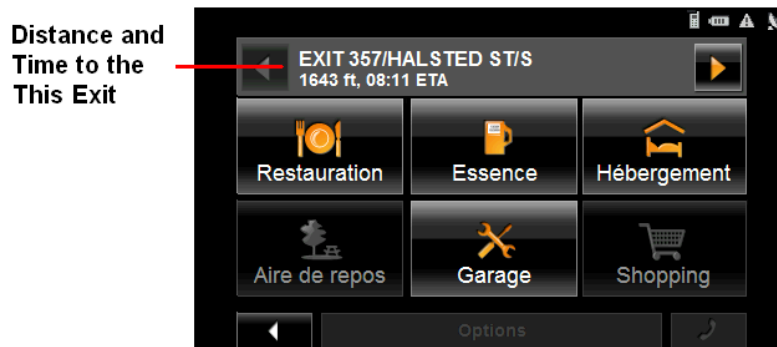 Distance and
Time to the
This Exit
EXIT 357/HALSTED ST/S
1643 ft, 08:11 ETA
Restauration
Essence
Hébergement
Aire de repos
Garage
Shopping
Options